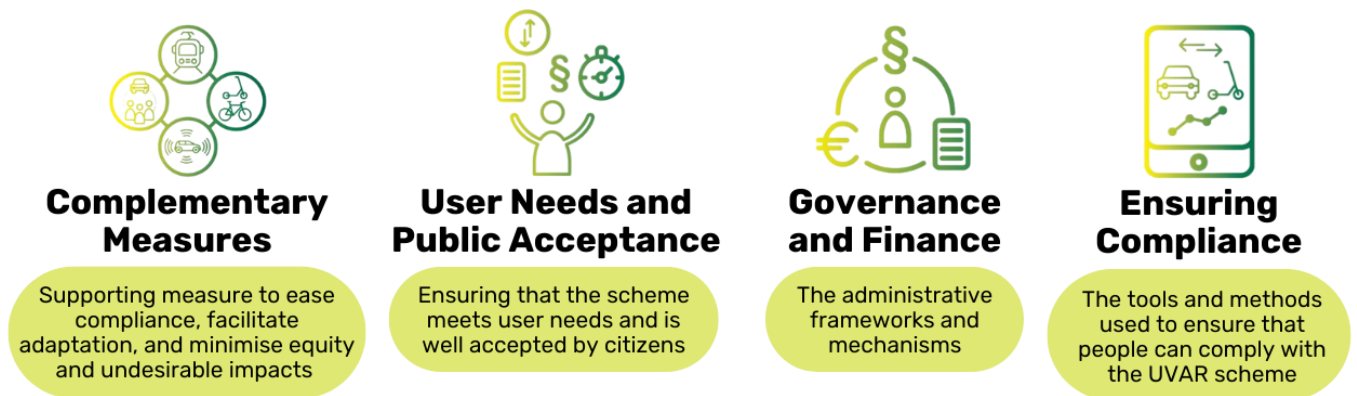 §
§
€
Complementary
Measures
Supporting measure to ease
compliance, facilitate
adaptation, and minimise equity
and undesirable impacts
User Needs and
Public Acceptance
Ensuring that the scheme
meets user needs and is
well accepted by citizens
Governance
and Finance
The administrative
frameworks and
mechanisms
Ensuring
Compliance
The tools and methods
used to ensure that
people can comply with
the UVAR scheme